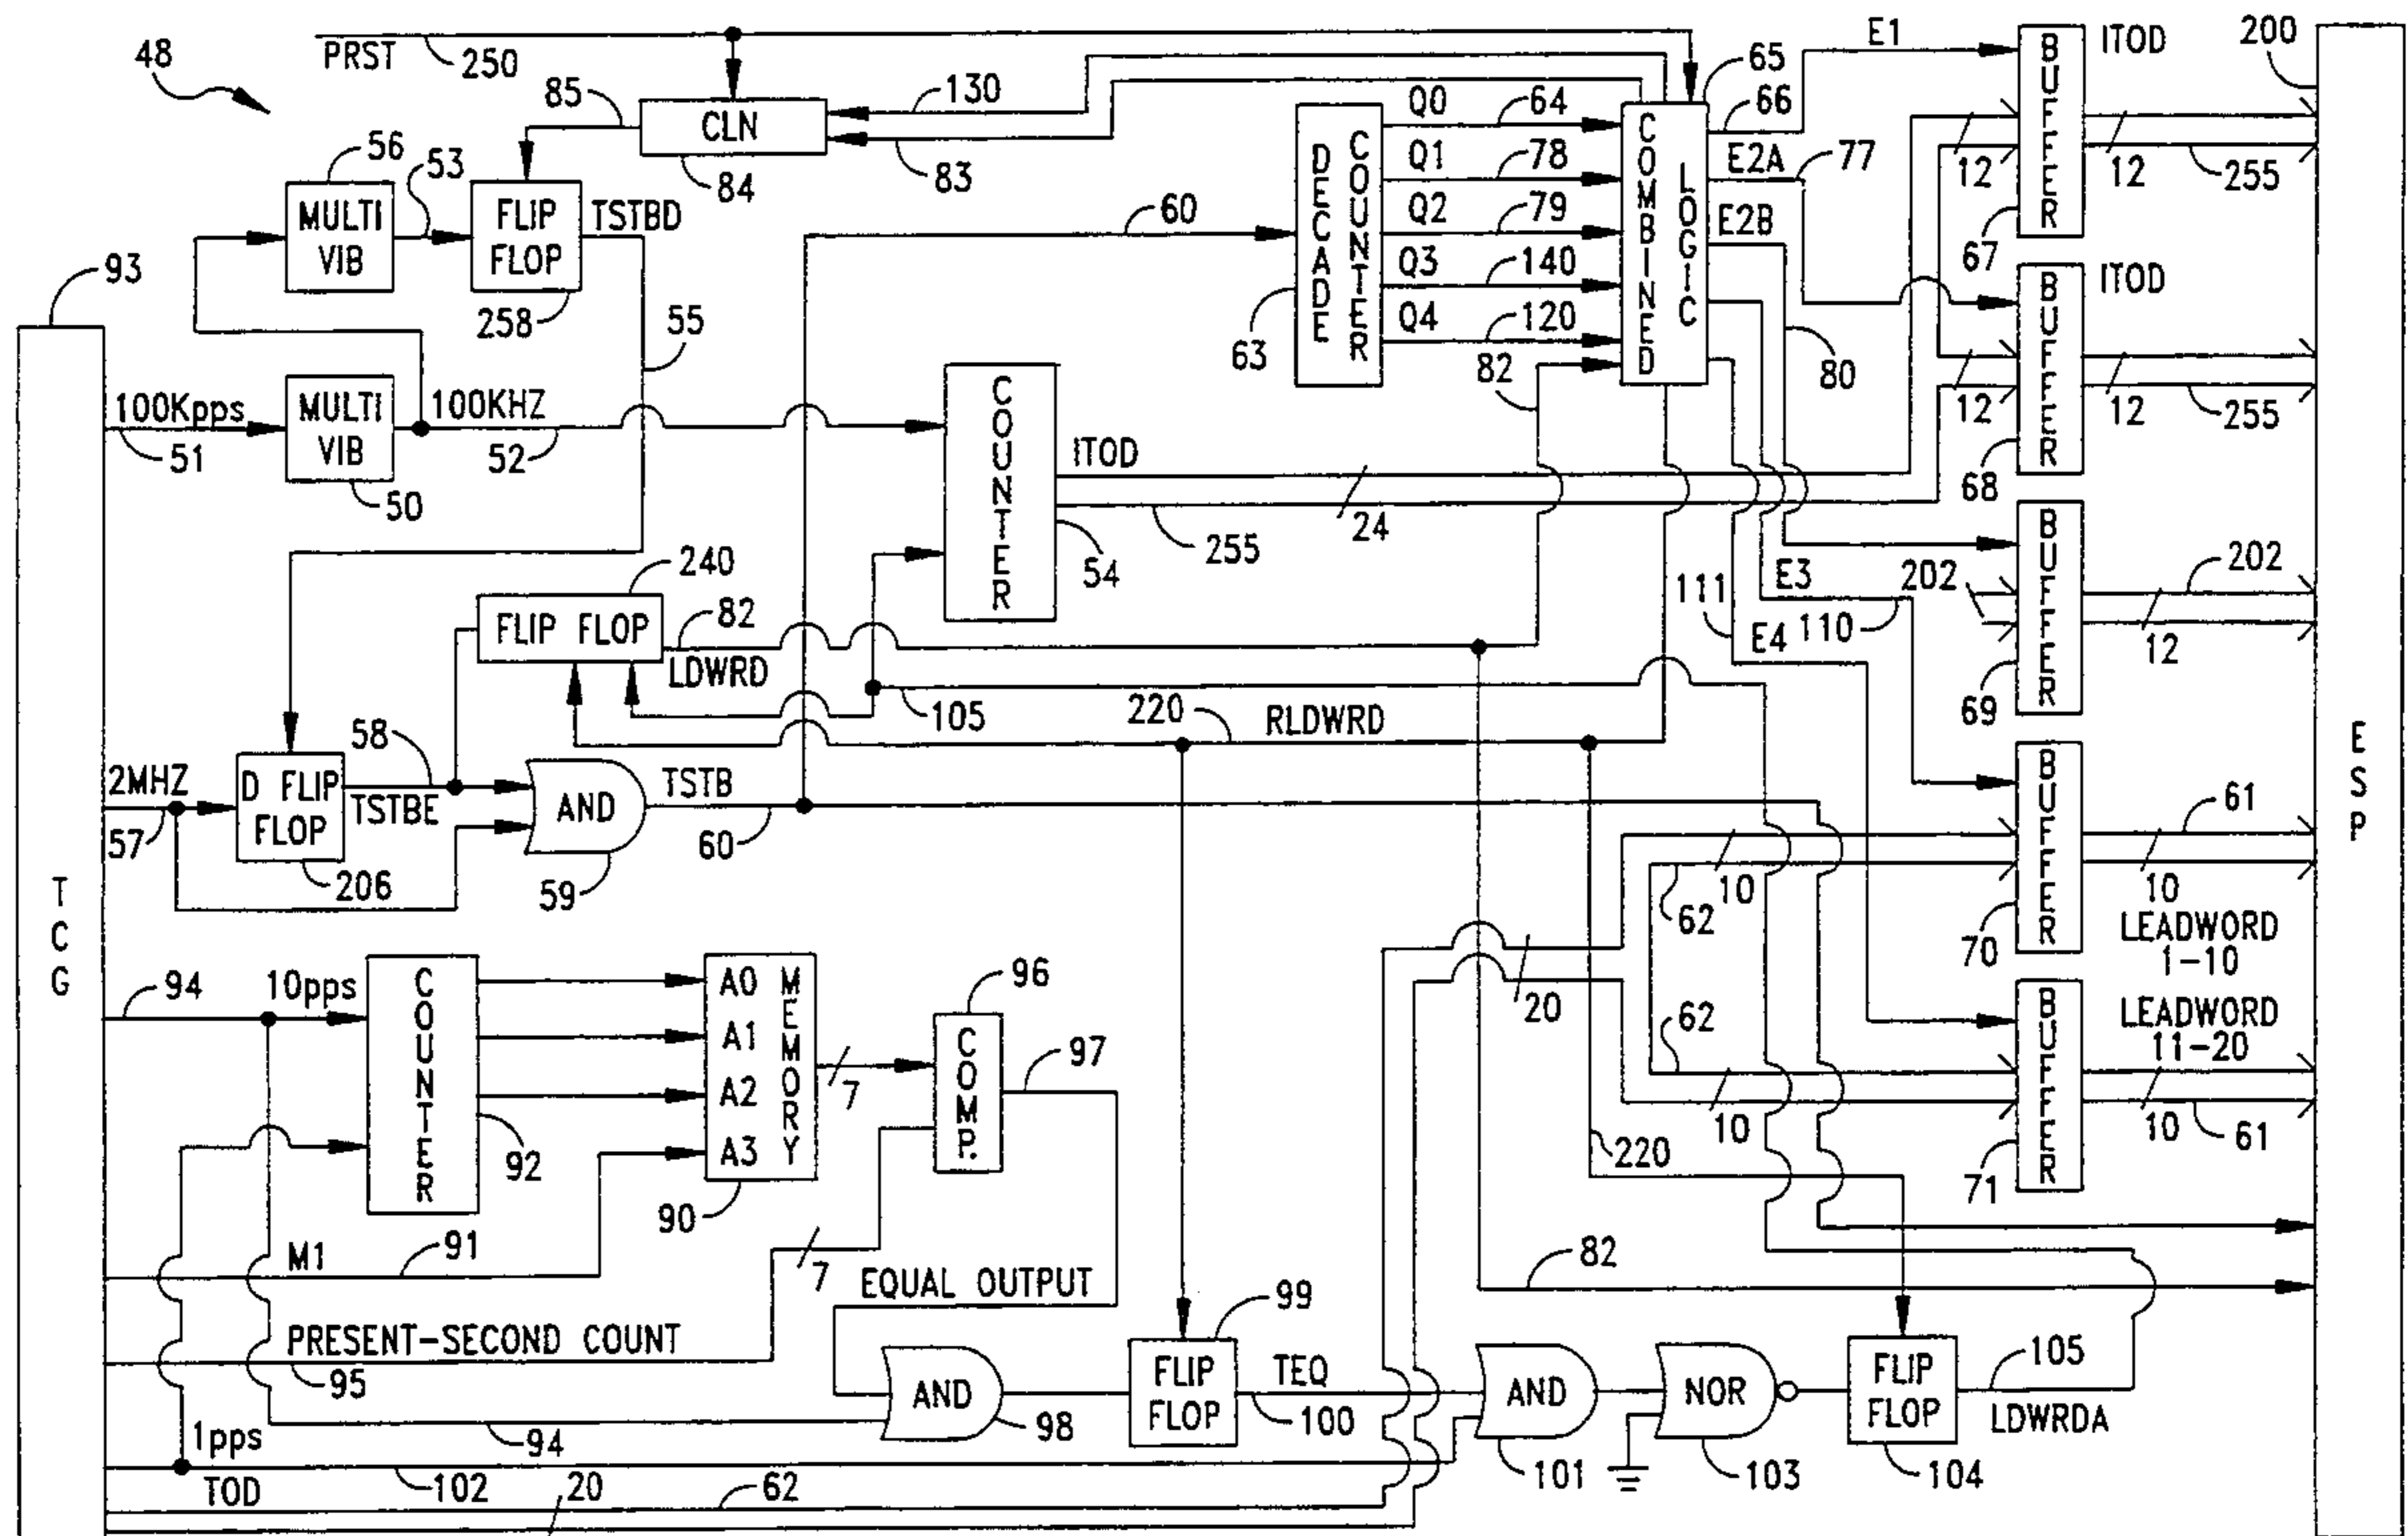 48
PRST
250
CLN
84
85
130
83
MULTI VIB
56
53
FLIP FLOP
258
TSTBD
55
93
TCG
100Kpps
51
MULTI VIB
50
100KHZ
52
COUNTER
54
ITOD
255
24
60
DECADE COUNTER
63
Q0
64
Q1
78
Q2
79
Q3
140
Q4
120
82
COMBINED LOGIC
65
66
E1
E2A
77
E2B
80
E3
110
E4
111
BUFFER
67
ITOD
12
12
255
BUFFER
68
ITOD
12
12
255
BUFFER
69
202
202
12
BUFFER
70
62
10
61
10
LEADWORD
1-10
BUFFER
71
62
10
LEADWORD
11-20
10
61
200
ESP
240
FLIP FLOP
82
LDWRD
105
220
RLDWRD
2MHZ
57
D FLIP
FLOP
206
58
TSTBE
AND
59
TSTB
60
94
10pps
COUNTER
92
A0
A1
A2
A3
MEMORY
90
7
COMP.
96
97
M1
91
7
EQUAL OUTPUT
PRESENT-SECOND COUNT
95
1pps
94
AND
98
FLIP
FLOP
99
TEQ
100
AND
101
NOR
103
FLIP
FLOP
104
105
LDWRDA
220
82
20
TOD
102
20
62